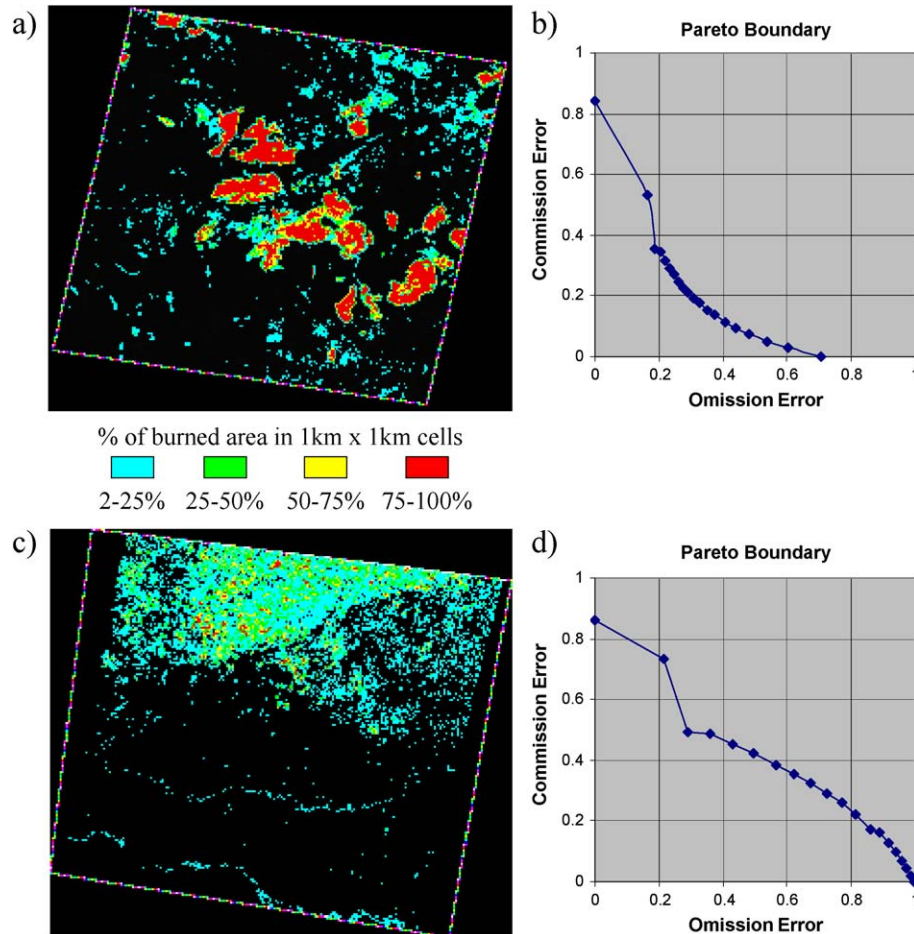 a)
b)
Pareto Boundary
Commission Error
1
0.8
0.6
0.4
0.2
0
0 0.2 0.4 0.6 0.8 1
Omission Error
% of burned area in 1km x 1km cells
2-25% 25-50% 50-75% 75-100%
c)
d)
Pareto Boundary
Commission Error
1
0.8
0.6
0.4
0.2
0
0 0.2 0.4 0.6 0.8 1
Omission Error